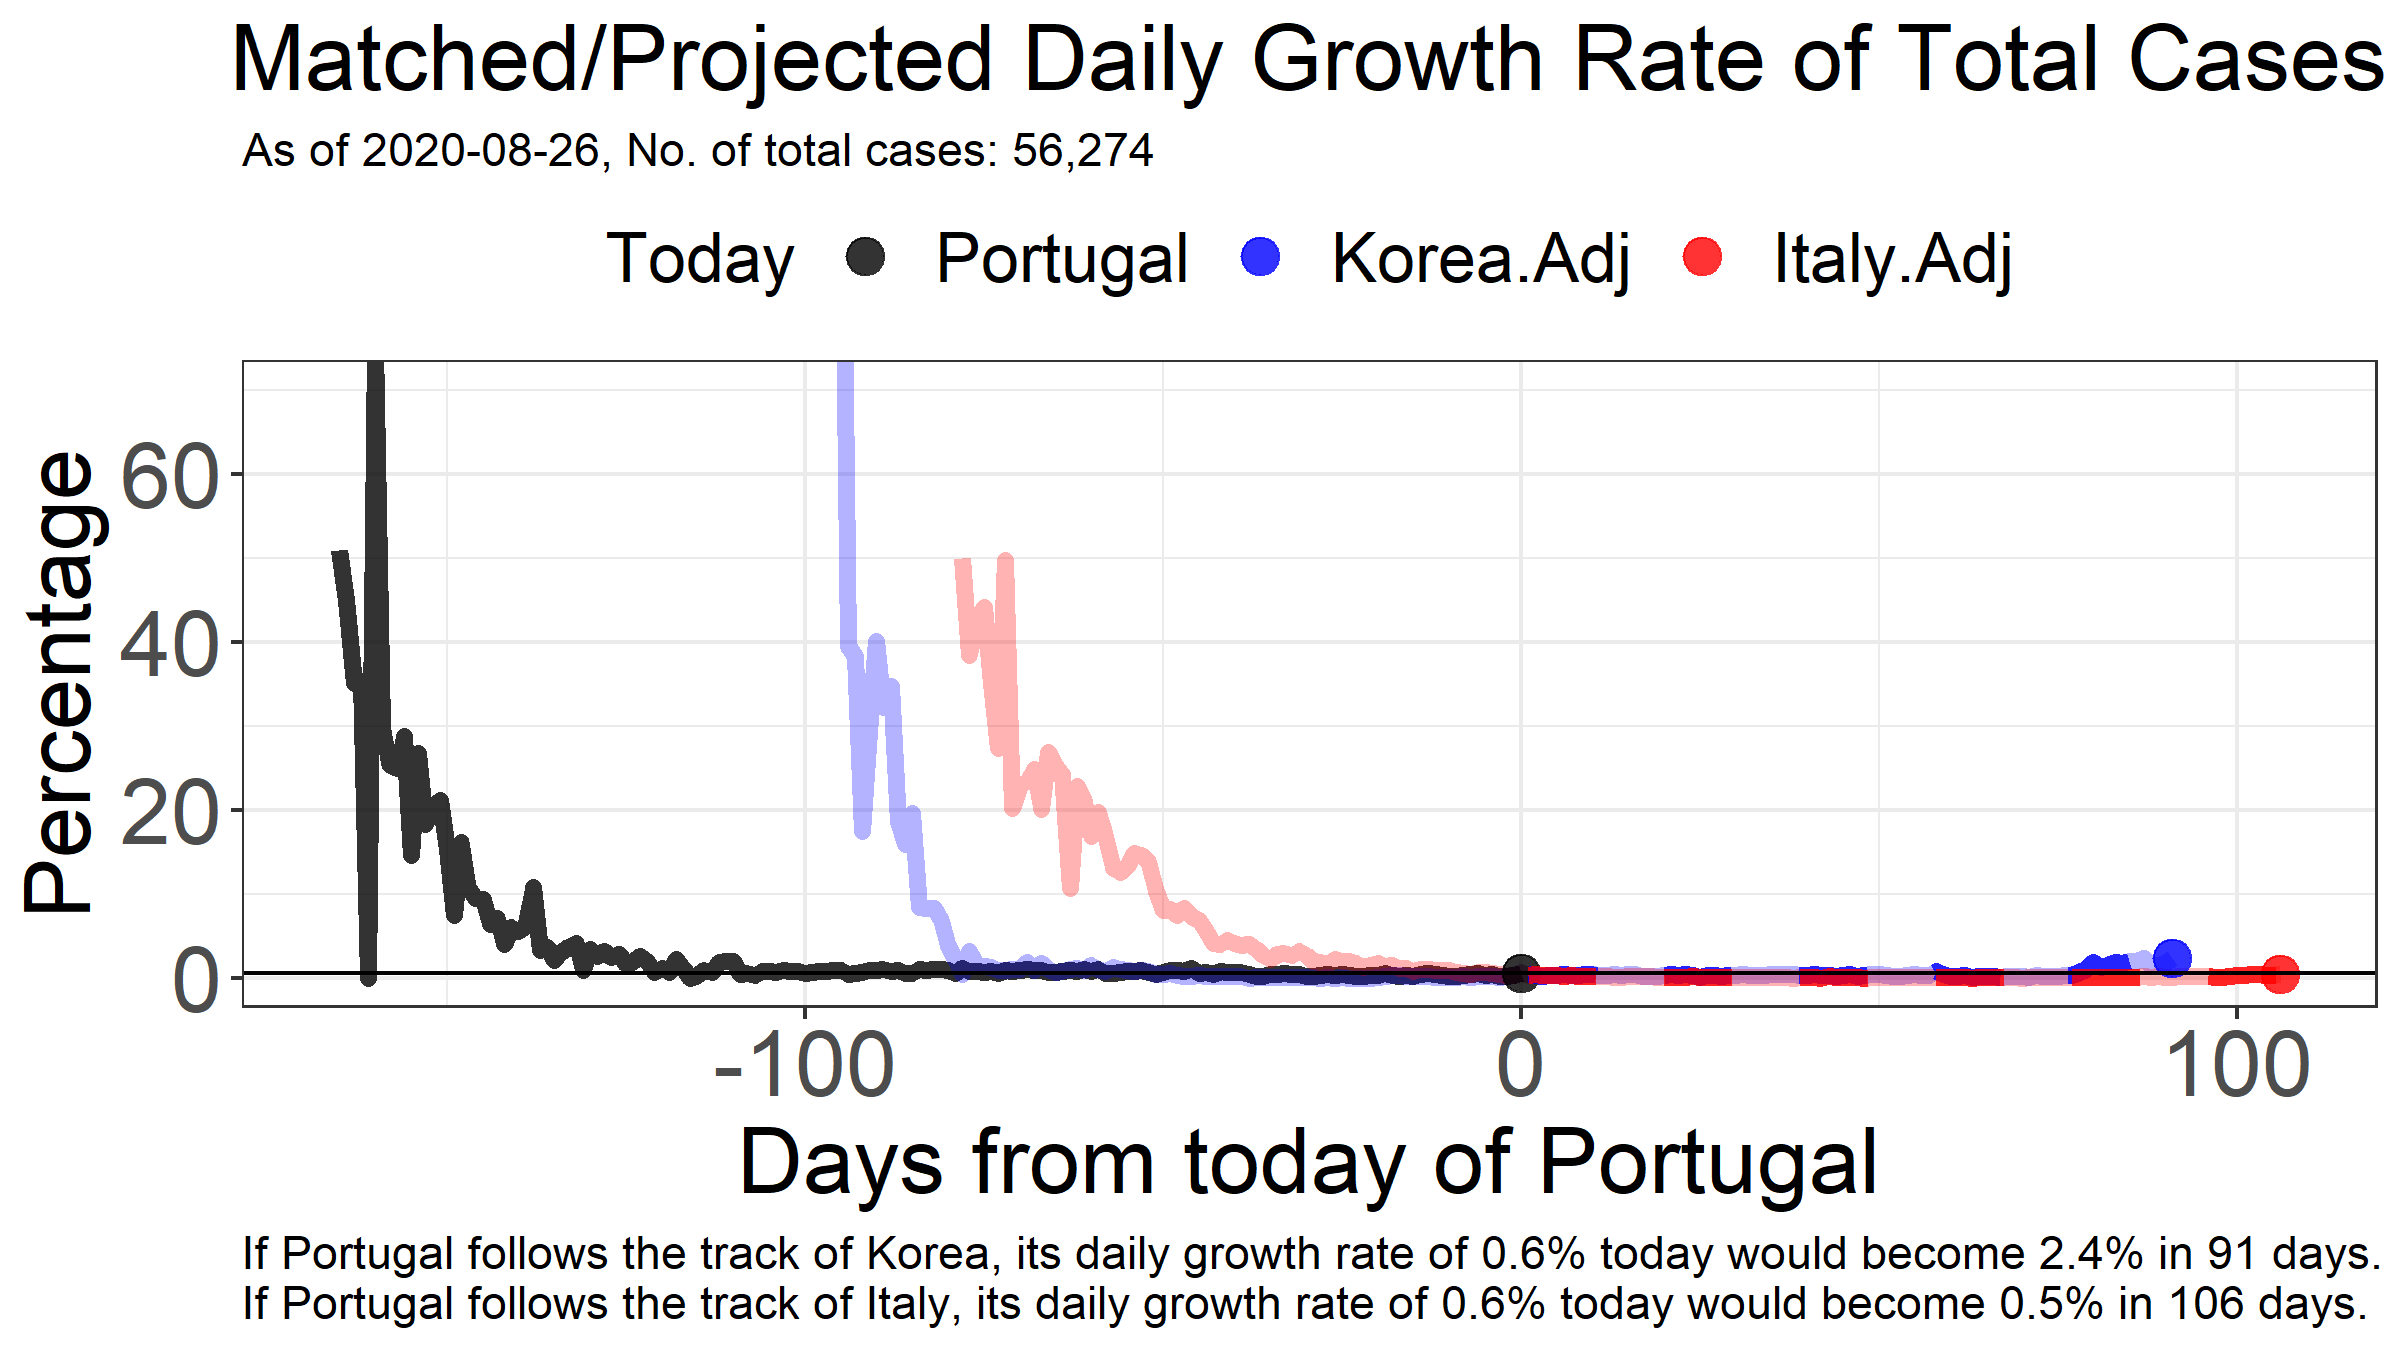 Matched/Projected Daily Growth Rate of Total Cases
As of 2020-08-26, No. of total cases: 56,274
Today Portugal Korea.Adj Italy.Adj
Percentage
60
40
20
0
-100 0 100
Days from today of Portugal
If Portugal follows the track of Korea, its daily growth rate of 0.6% today would become 2.4% in 91 days.
If Portugal follows the track of Italy, its daily growth rate of 0.6% today would become 0.5% in 106 days.